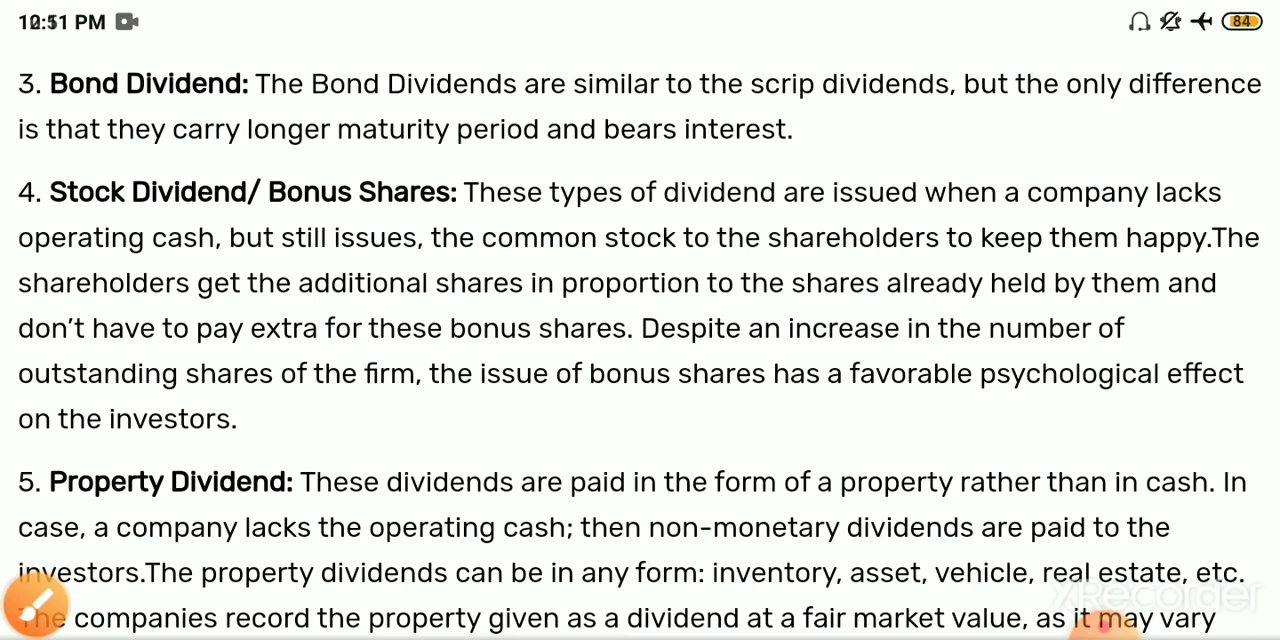 PM
84
3. Bond Dividend: The Bond Dividends are similar to the scrip dividends, but the only difference
is that they carry longer maturity period and bears interest.
4. Stock Dividend/ Bonus Shares: These types of dividend are issued when a company lacks
operating cash, but still issues, the common stock to the shareholders to keep them happy.The
shareholders get the additional shares in proportion to the shares already held by them and
don't have to pay extra for these bonus shares. Despite an increase in the number of
outstanding shares of the firm, the issue of bonus shares has a favorable psychological effect
on the investors.
5. Property Dividend: These dividends are paid in the form of a property rather than in cash. In
case, a company lacks the operating cash; then non-monetary dividends are paid to the
investors.The property dividends can be in any form: inventory, asset, vehicle, real estate, etc.
The companies record the property given as a dividend at a fair market value, as it may vary
XRecorder